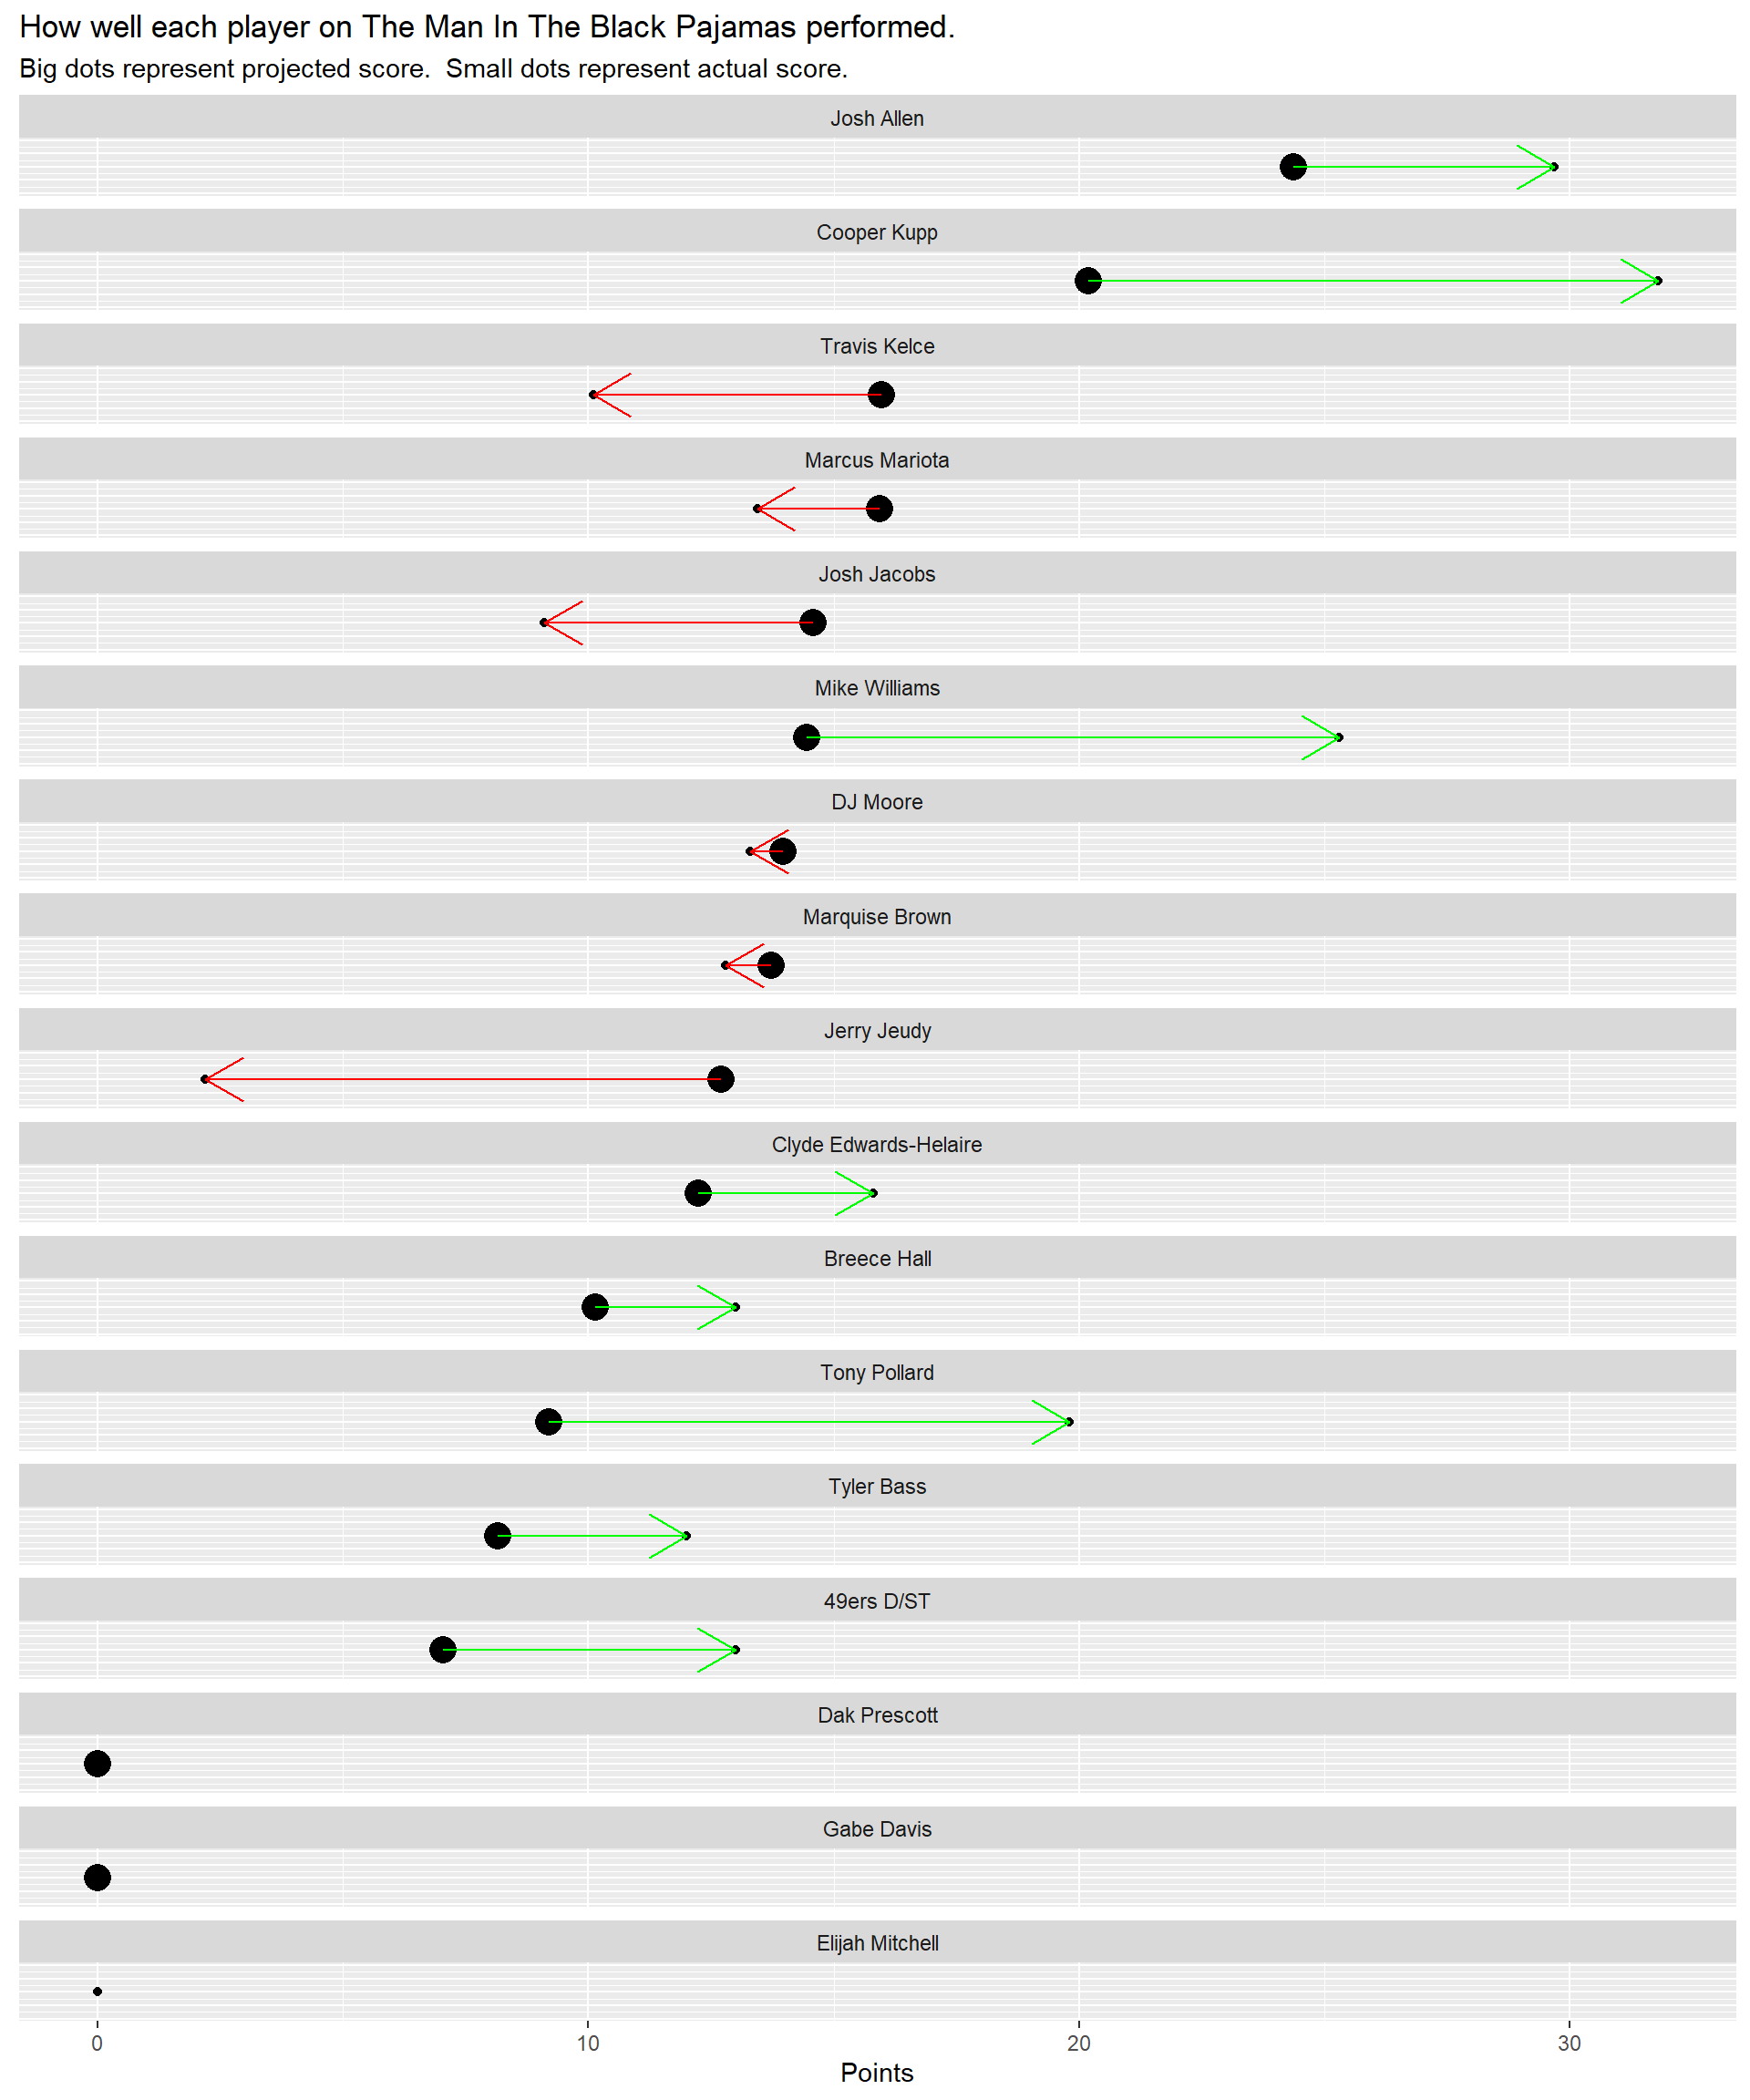 How well each player on The Man In The Black Pajamas performed.
Big dots represent projected score.  Small dots represent actual score.
Josh Allen
Cooper Kupp
Travis Kelce
Marcus Mariota
Josh Jacobs
Mike Williams
DJ Moore
Marquise Brown
Jerry Jeudy
Clyde Edwards-Helaire
Breece Hall
Tony Pollard
Tyler Bass
49ers D/ST
Dak Prescott
Gabe Davis
Elijah Mitchell
0 10 20 30
Points